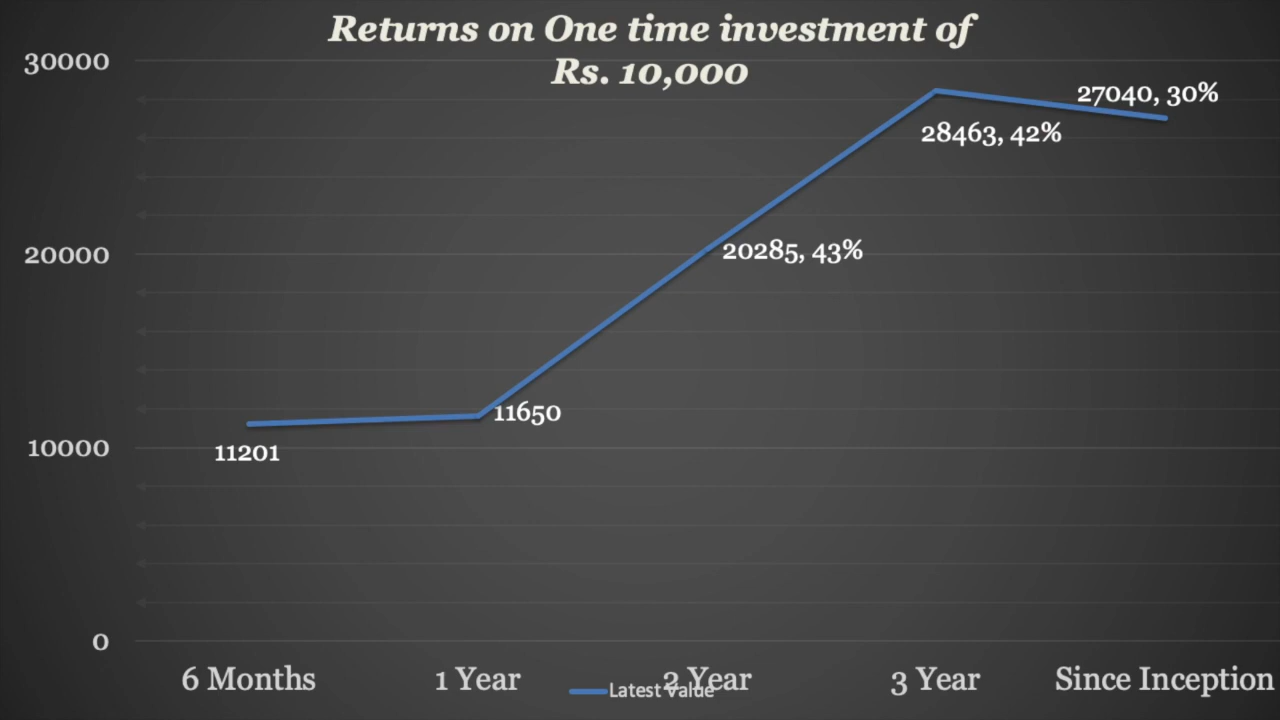 Returns on One time investment of
Rs. 10,000
30000
20000
10000
0
27040, 30%
28463, 42%
20285, 43%
11650
11201
6 Months
1 Year
2 Year
3 Year
Since Inception
Latest Value